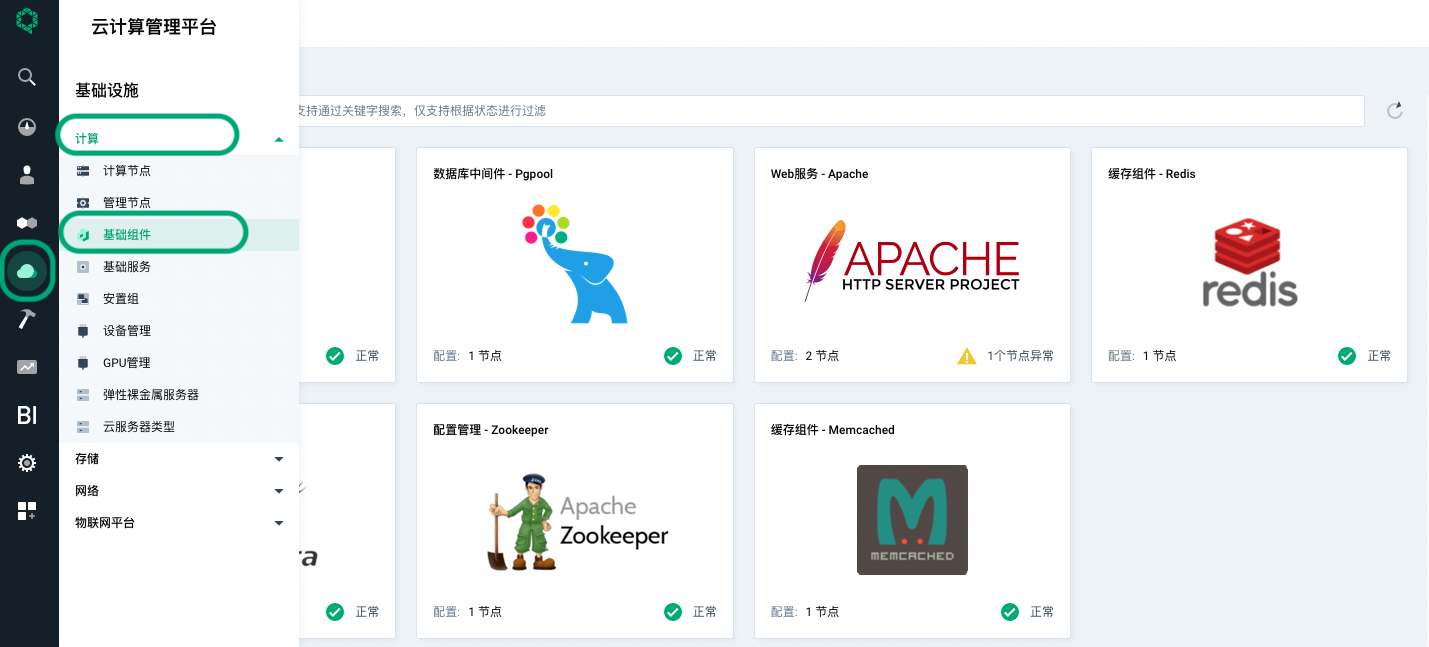 云计算管理平台
基础设施
计算
计算节点
管理节点
基础组件
基础服务
安置组
设备管理
GPU管理
弹性裸金属服务器
云服务器类型
存储
网络
物联网平台
BI
支持通过关键字搜索，仅支持根据状态进行过滤
正常
数据库中间件 - Pgpool
配置: 1 节点
正常
Web服务 - Apache
APACHE
HTTP SERVER PROJECT
配置: 2 节点
1个节点异常
缓存组件 - Redis
redis
配置: 1 节点
正常
ra
正常
配置管理 - Zookeeper
Apache
Zookeeper
配置: 1 节点
正常
缓存组件 - Memcached
MEMCACHED
配置: 1 节点
正常